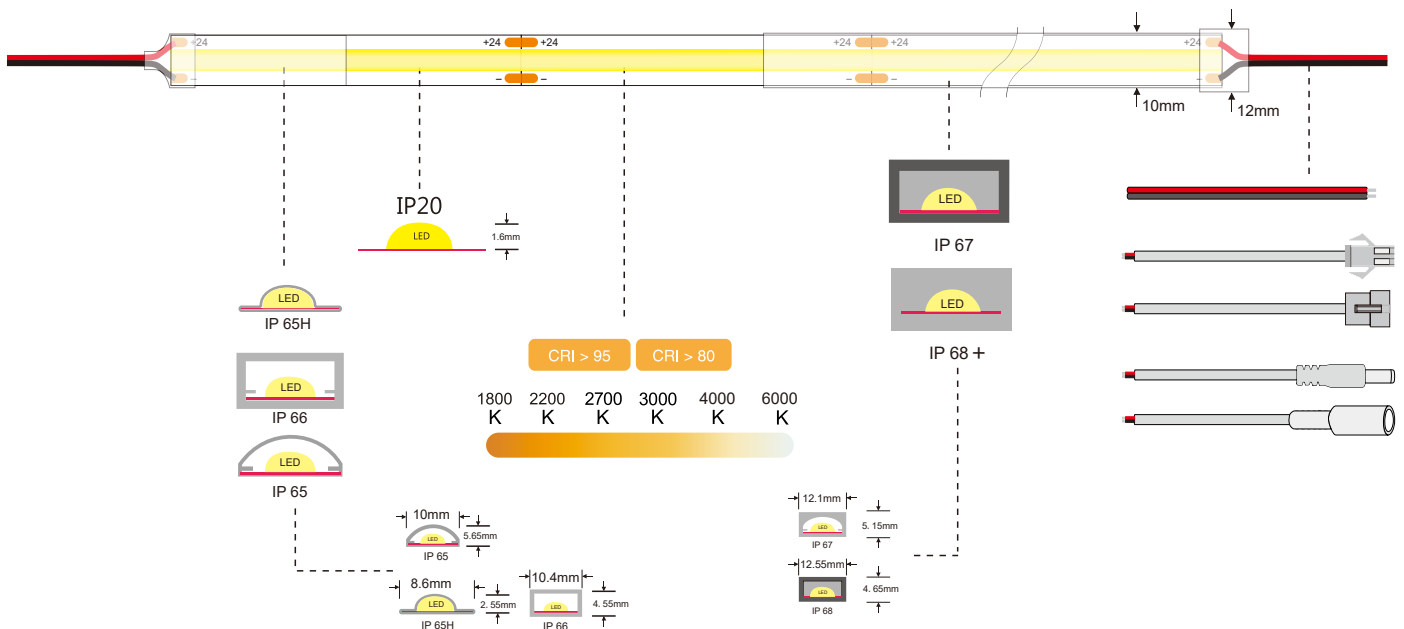 +24
+24
+24
+24
+24
+24
–
–
–
–
–
–
10mm
12mm
IP20
LED
1.6mm
LED
IP 65H
LED
IP 66
LED
IP 65
CRI > 95
CRI > 80
1800 2200 2700 3000 4000 6000
K K K K K K
LED
IP 67
LED
IP 68 +
10mm
LED
5.65mm
IP 65
8.6mm
LED
2. 55mm
IP 65H
10.4mm
LED
4. 55mm
IP 66
12.1mm
LED
5. 15mm
IP 67
12.55mm
LED
4. 65mm
IP 68